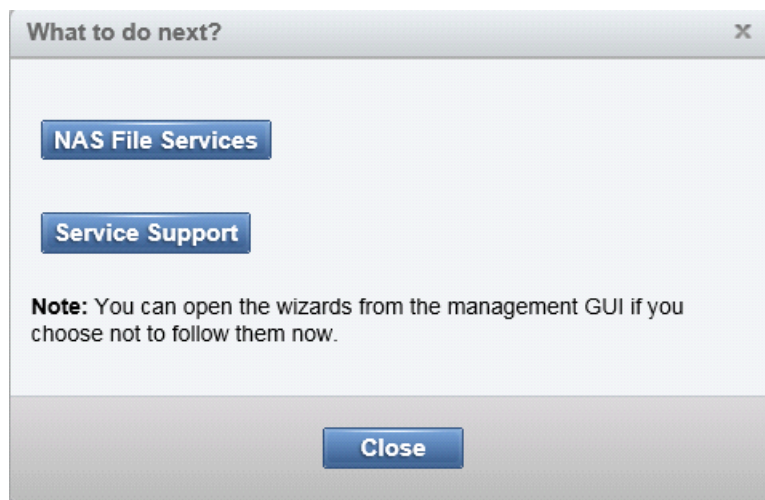 What to do next?
NAS File Services
Service Support
Note: You can open the wizards from the management GUI if you
choose not to follow them now.
Close